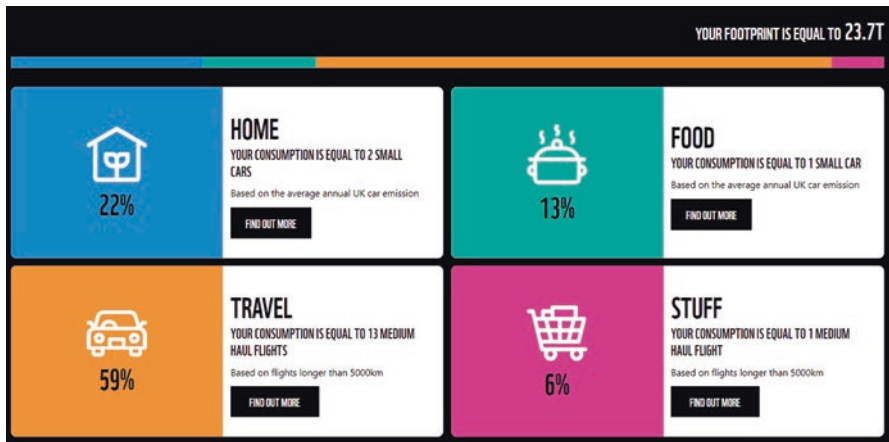 YOUR FOOTPRINT IS EQUAL TO 23.7T
HOME
YOUR CONSUMPTION IS EQUAL TO 2 SMALL
CARS
Based on the average annual UK car emission
22%
FIND OUT MORE
FOOD
YOUR CONSUMPTION IS EQUAL TO 1 SMALL CAR
Based on the average annual UK car emission
13%
FIND OUT MORE
TRAVEL
YOUR CONSUMPTION IS EQUAL TO 13 MEDIUM
HAUL FLIGHTS
Based on flights longer than 5000km
59%
FIND OUT MORE
STUFF
YOUR CONSUMPTION IS EQUAL TO 1 MEDIUM
HAUL FLIGHT
Based on flights longer than 5000km
6%
FIND OUT MORE